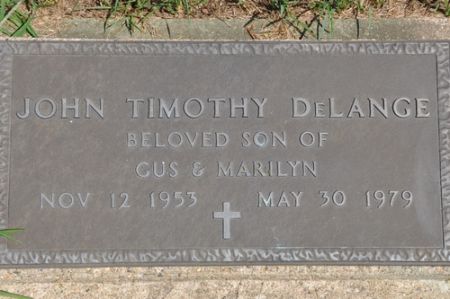 JOHN TIMOTHY DeLANGE
BELOVED SON OF
GUS & MARILYN
NOV 12 1953 MAY 30 1979